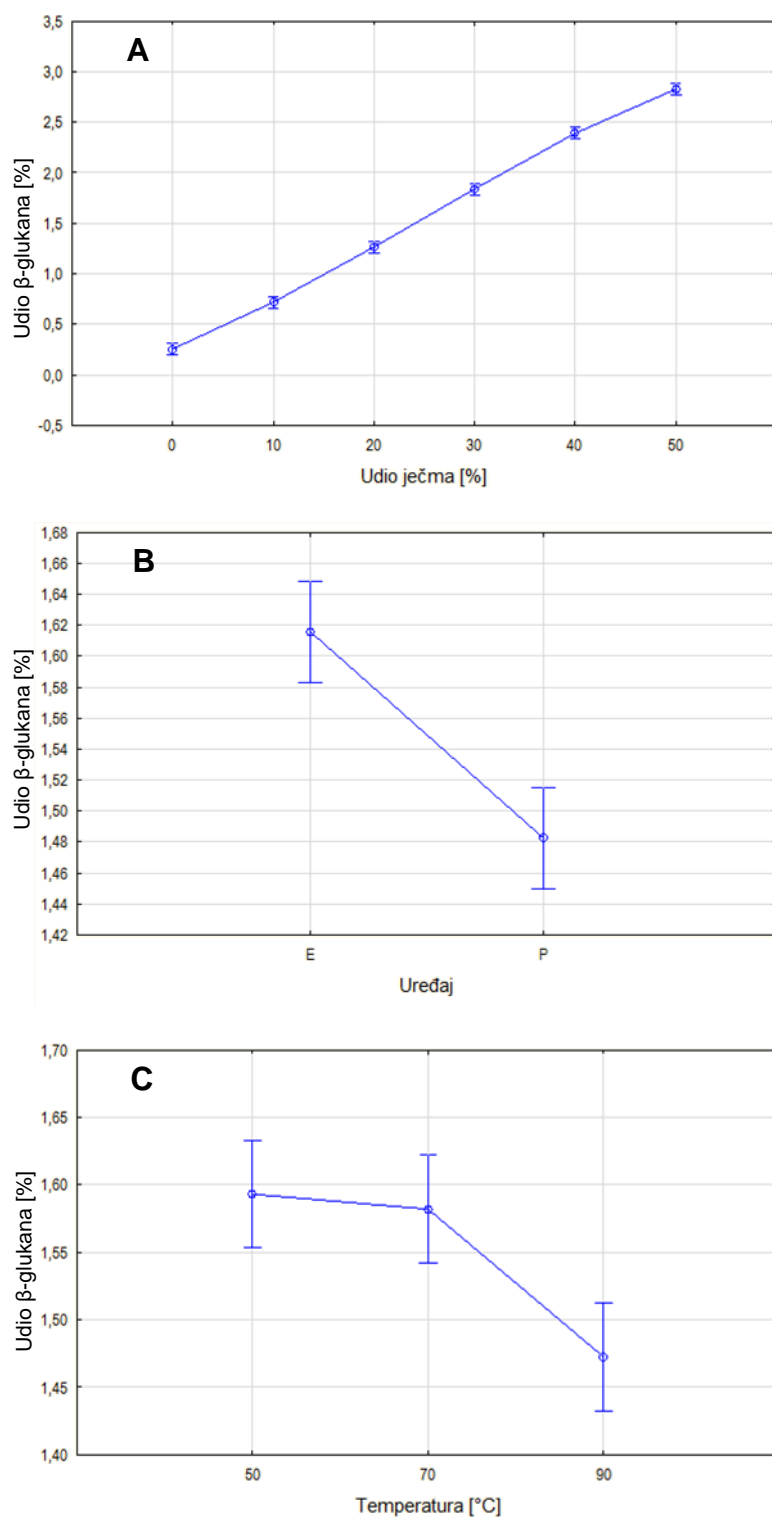 A
Udio β-glukana [%]
3,5
3,0
2,5
2,0
1,5
1,0
0,5
0,0
-0,5
0 10 20 30 40 50
Udio ječma [%]
B
Udio β-glukana [%]
1,68
1,66
1,64
1,62
1,60
1,58
1,56
1,54
1,52
1,50
1,48
1,46
1,44
1,42
E P
Uređaj
C
Udio β-glukana [%]
1,70
1,65
1,60
1,55
1,50
1,45
1,40
50 70 90
Temperatura [°C]